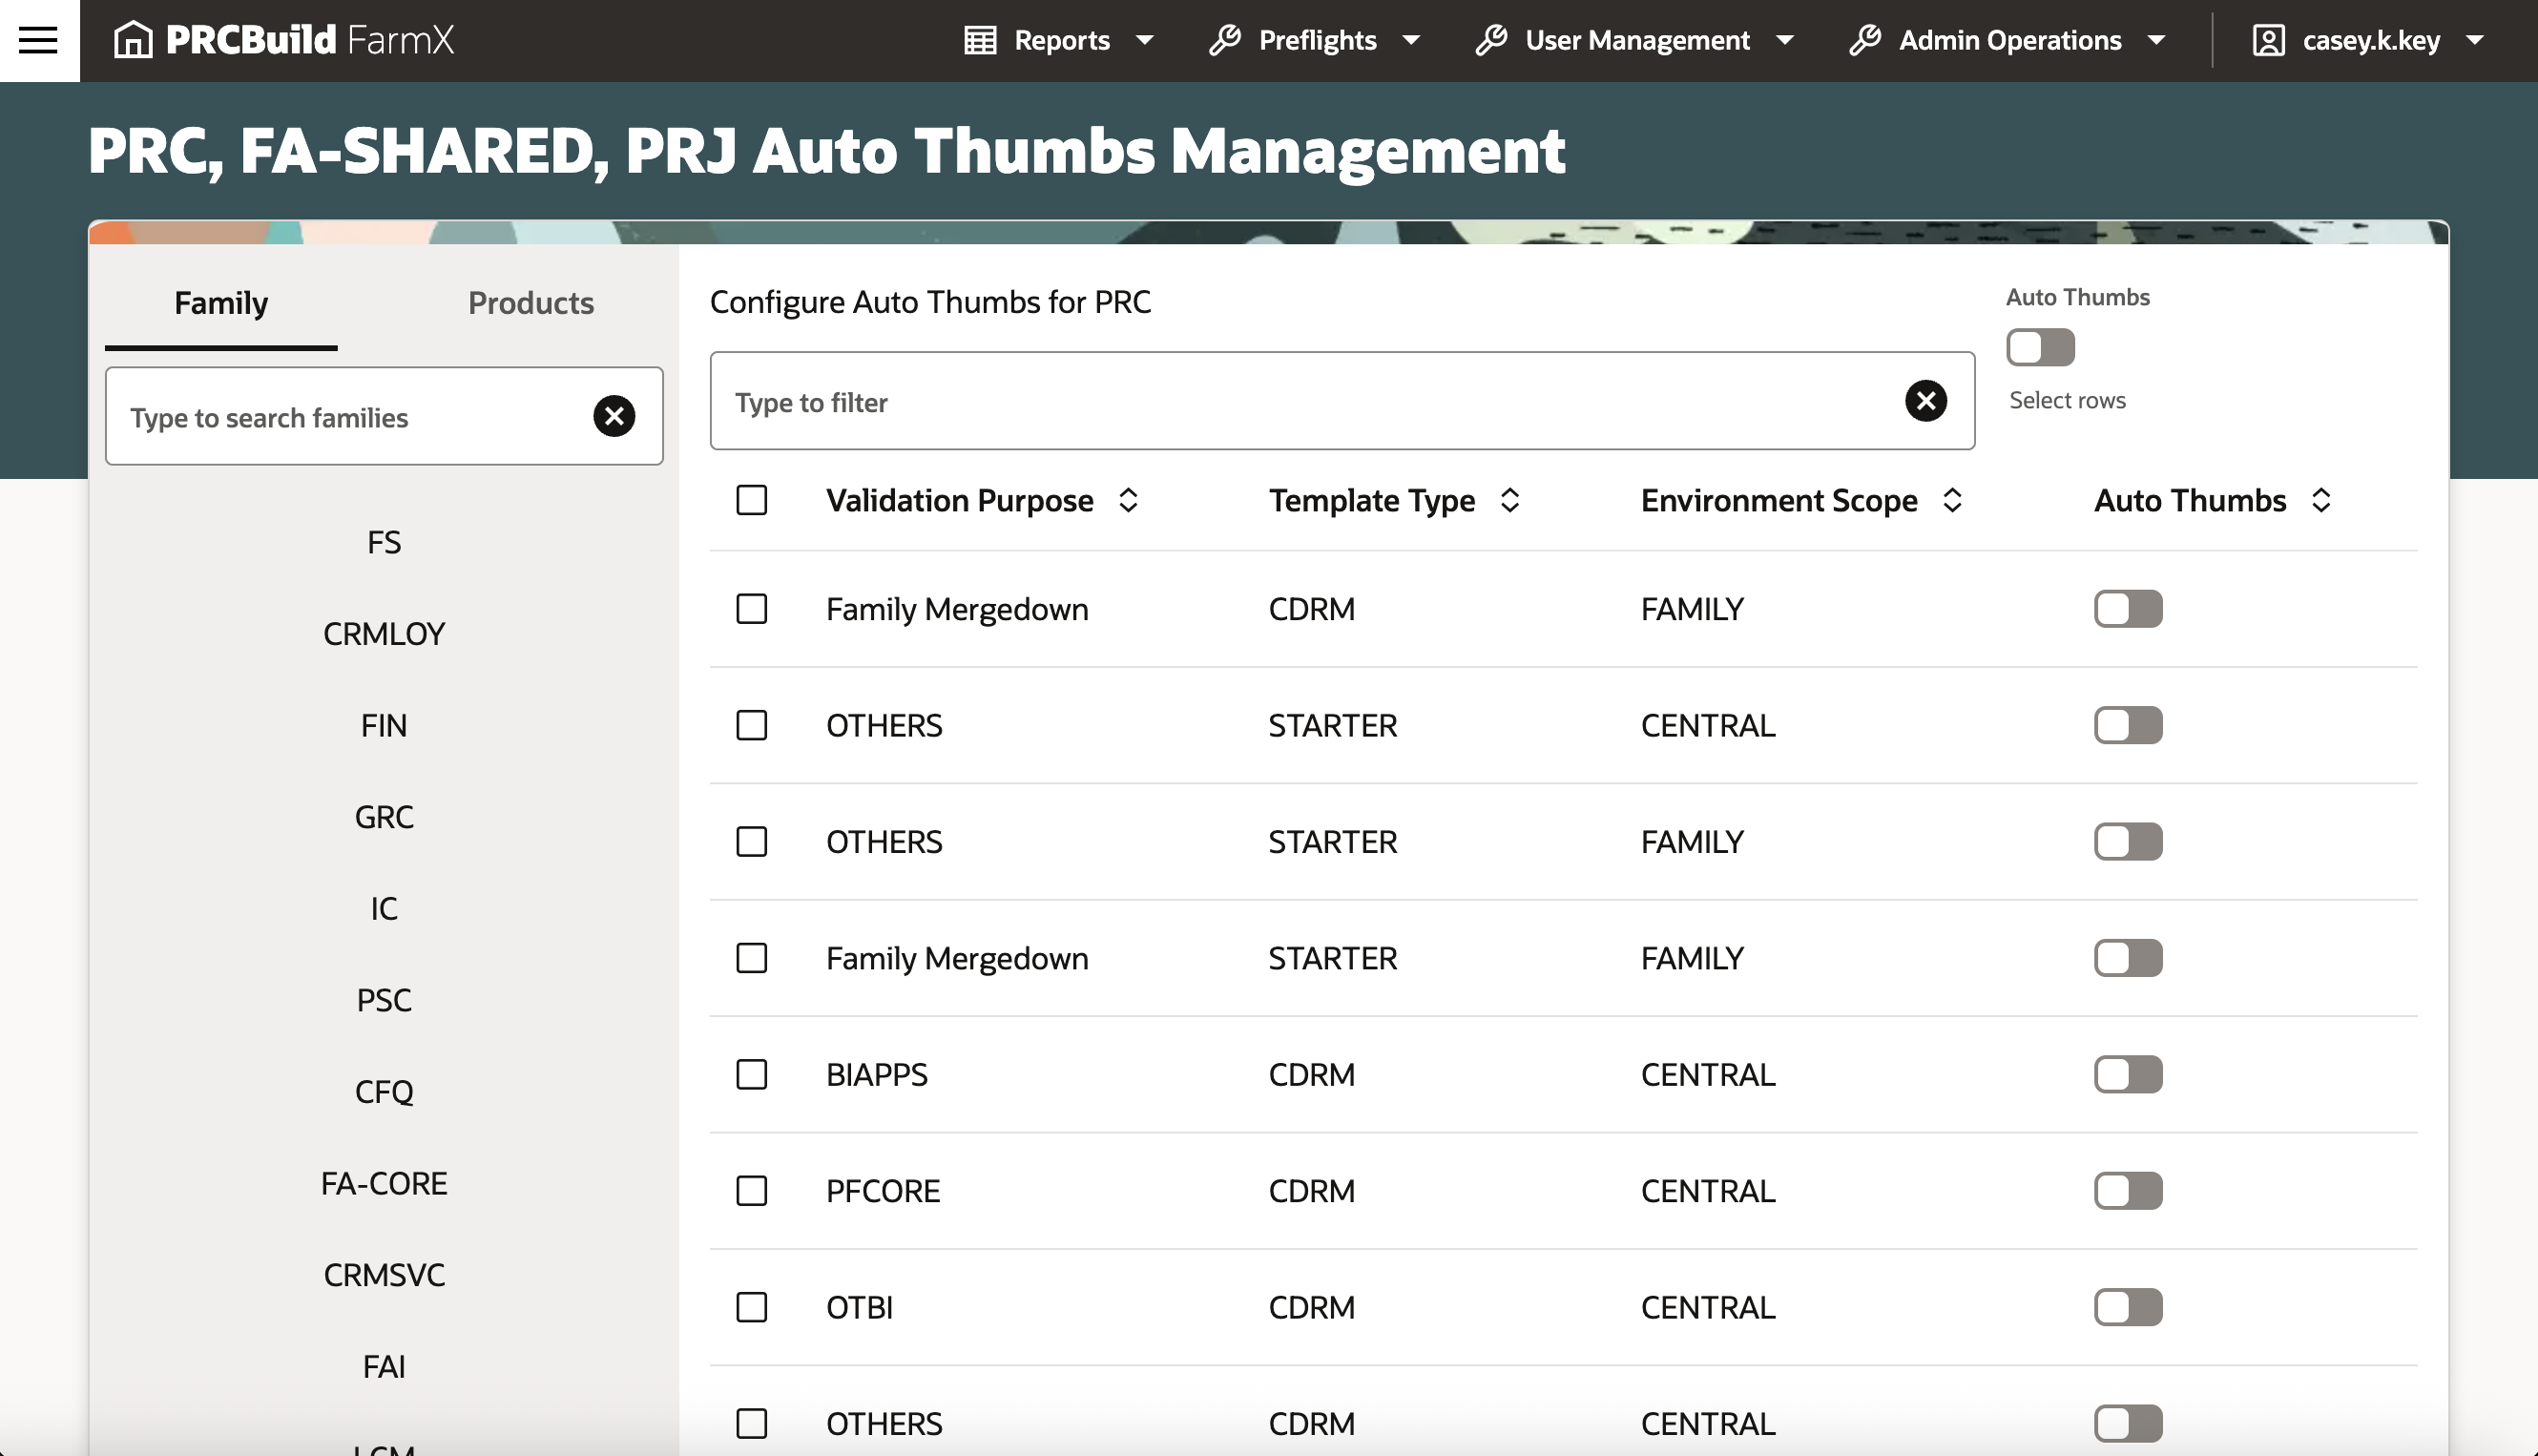 PRCBuild FarmX
Reports
Preflights
User Management
Admin Operations
casey.k.key
PRC, FA-SHARED, PRJ Auto Thumbs Management
Family
Products
Type to search families
FS
CRMLOY
FIN
GRC
IC
PSC
CFQ
FA-CORE
CRMSVC
FAI
LCM
Configure Auto Thumbs for PRC
Type to filter
Auto Thumbs
Select rows
Validation Purpose Template Type Environment Scope Auto Thumbs
Family Mergedown CDRM FAMILY
OTHERS STARTER CENTRAL
OTHERS STARTER FAMILY
Family Mergedown STARTER FAMILY
BIAPPS CDRM CENTRAL
PFCORE CDRM CENTRAL
OTBI CDRM CENTRAL
OTHERS CDRM CENTRAL